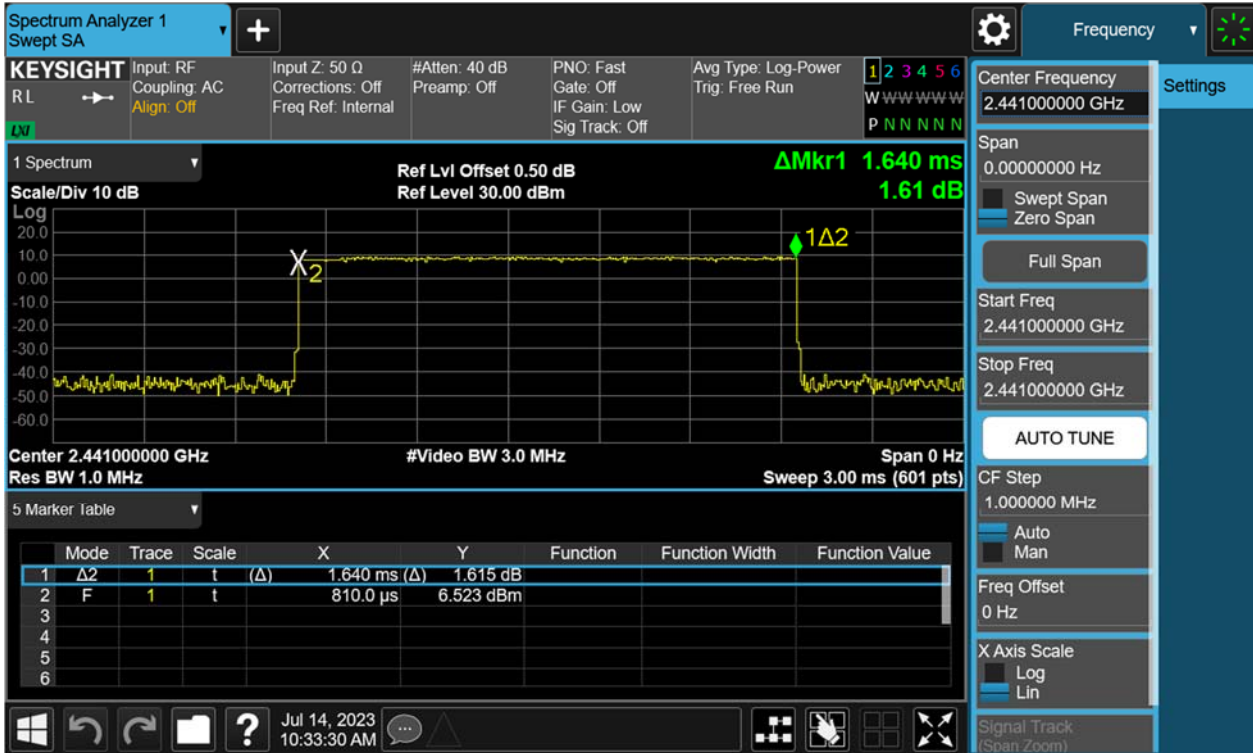 Spectrum Analyzer 1
Swept SA
+
Frequency
KEYSIGHT
RL
LXI
Input: RF
Coupling: AC
Align: Off
Input Z: 50 Ω
Corrections: Off
Freq Ref: Internal
#Atten: 40 dB
Preamp: Off
PNO: Fast
Gate: Off
IF Gain: Low
Sig Track: Off
Avg Type: Log-Power
Trig: Free Run
1 2 3 4 5 6
W W W W W W
P N N N N N
1 Spectrum
Scale/Div 10 dB
Ref Lvl Offset 0.50 dB
Ref Level 30.00 dBm
ΔMkr1 1.640 ms
1.61 dB
Log
20.0
10.0
0.00
-10.0
-20.0
-30.0
-40.0
-50.0
-60.0
X2
1Δ2
Center 2.441000000 GHz
#Video BW 3.0 MHz
Span 0 Hz
Res BW 1.0 MHz
Sweep 3.00 ms (601 pts)
5 Marker Table
Mode Trace Scale X Y Function Function Width Function Value
1 Δ2 1 t (Δ) 1.640 ms (Δ) 1.615 dB
2 F 1 t 810.0 µs 6.523 dBm
3
4
5
6
?
Jul 14, 2023
10:33:30 AM
Center Frequency
2.441000000 GHz
Span
0.00000000 Hz
Swept Span
Zero Span
Full Span
Start Freq
2.441000000 GHz
Stop Freq
2.441000000 GHz
AUTO TUNE
CF Step
1.000000 MHz
Auto
Man
Freq Offset
0 Hz
X Axis Scale
Log
Lin
Signal Track
(Span Zoom)
Settings